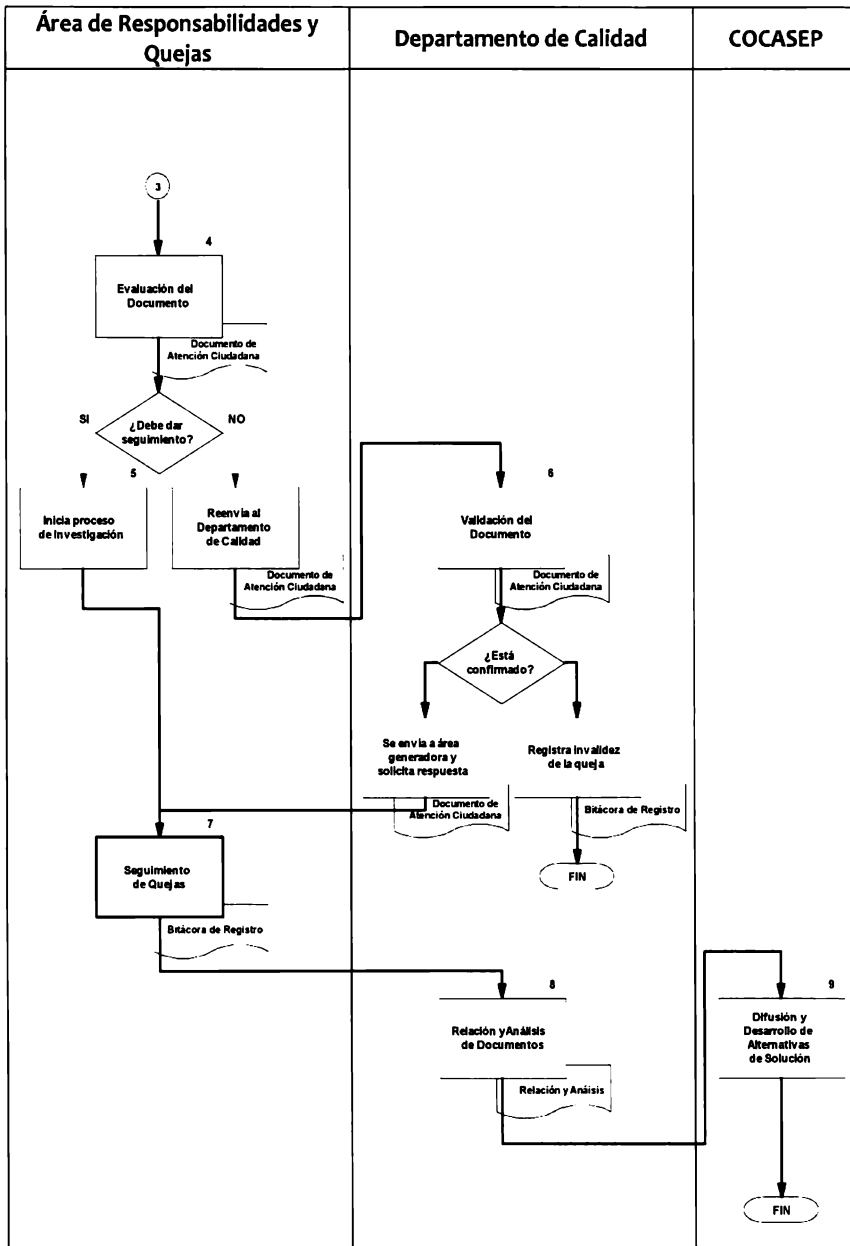 Área de Responsabilidades y
Quejas
Departamento de Calidad
COCASEP
3
4
Evaluación del
Documento
Documento de
Atención Ciudadana
SI
¿Debe dar
seguimiento?
NO
5
Inicia proceso
de Investigación
Reenvia al
Departamento
de Calidad
Documento de
Atención Ciudadana
6
Validación del
Documento
Documento de
Atención Ciudadana
¿Está
confirmado?
Se envia a área
generadora y
solicita respuesta
Documento de
Atención Ciudadana
Registra invalidez
de la queja
Bitácora de Registro
FIN
7
Seguimiento
de Quejas
Bitácora de Registro
8
Relación y Análisis
de Documentos
Relación y Anáisis
9
Difusión y
Desarrollo de
Alternativas
de Solución
FIN